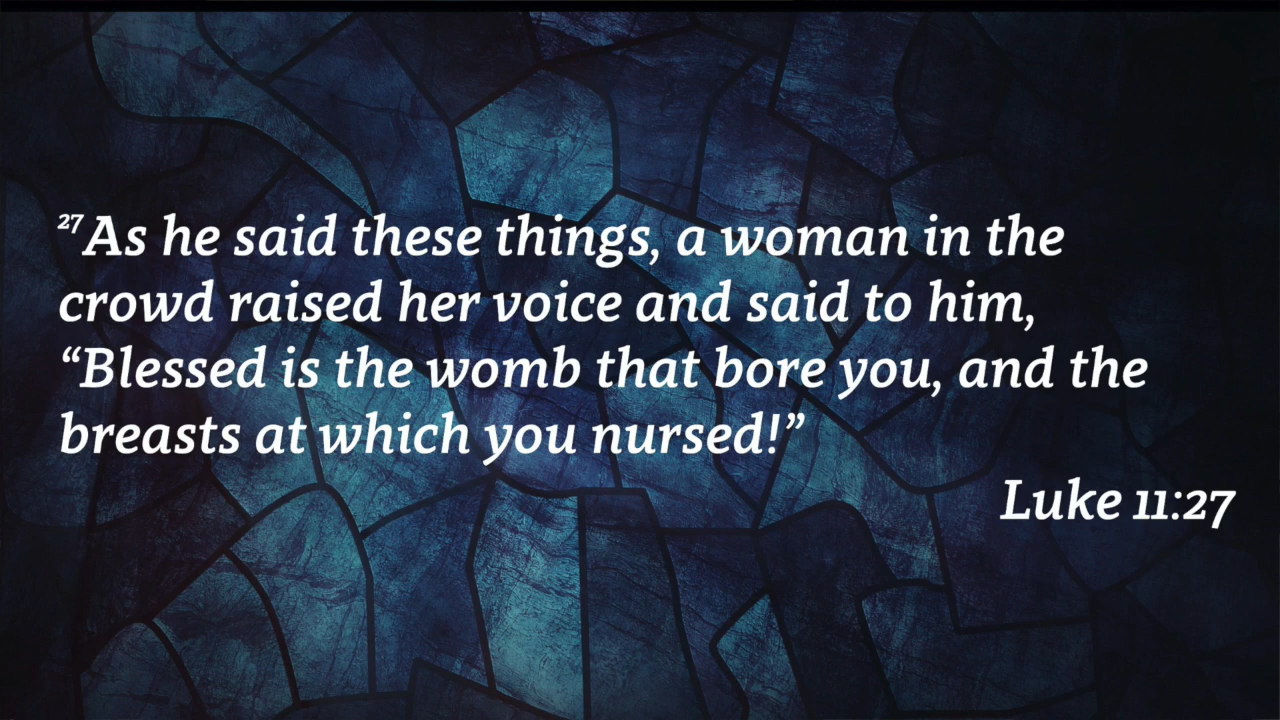 ²⁷As he said these things, a woman in the
crowd raised her voice and said to him,
“Blessed is the womb that bore you, and the
breasts at which you nursed!”
Luke 11:27